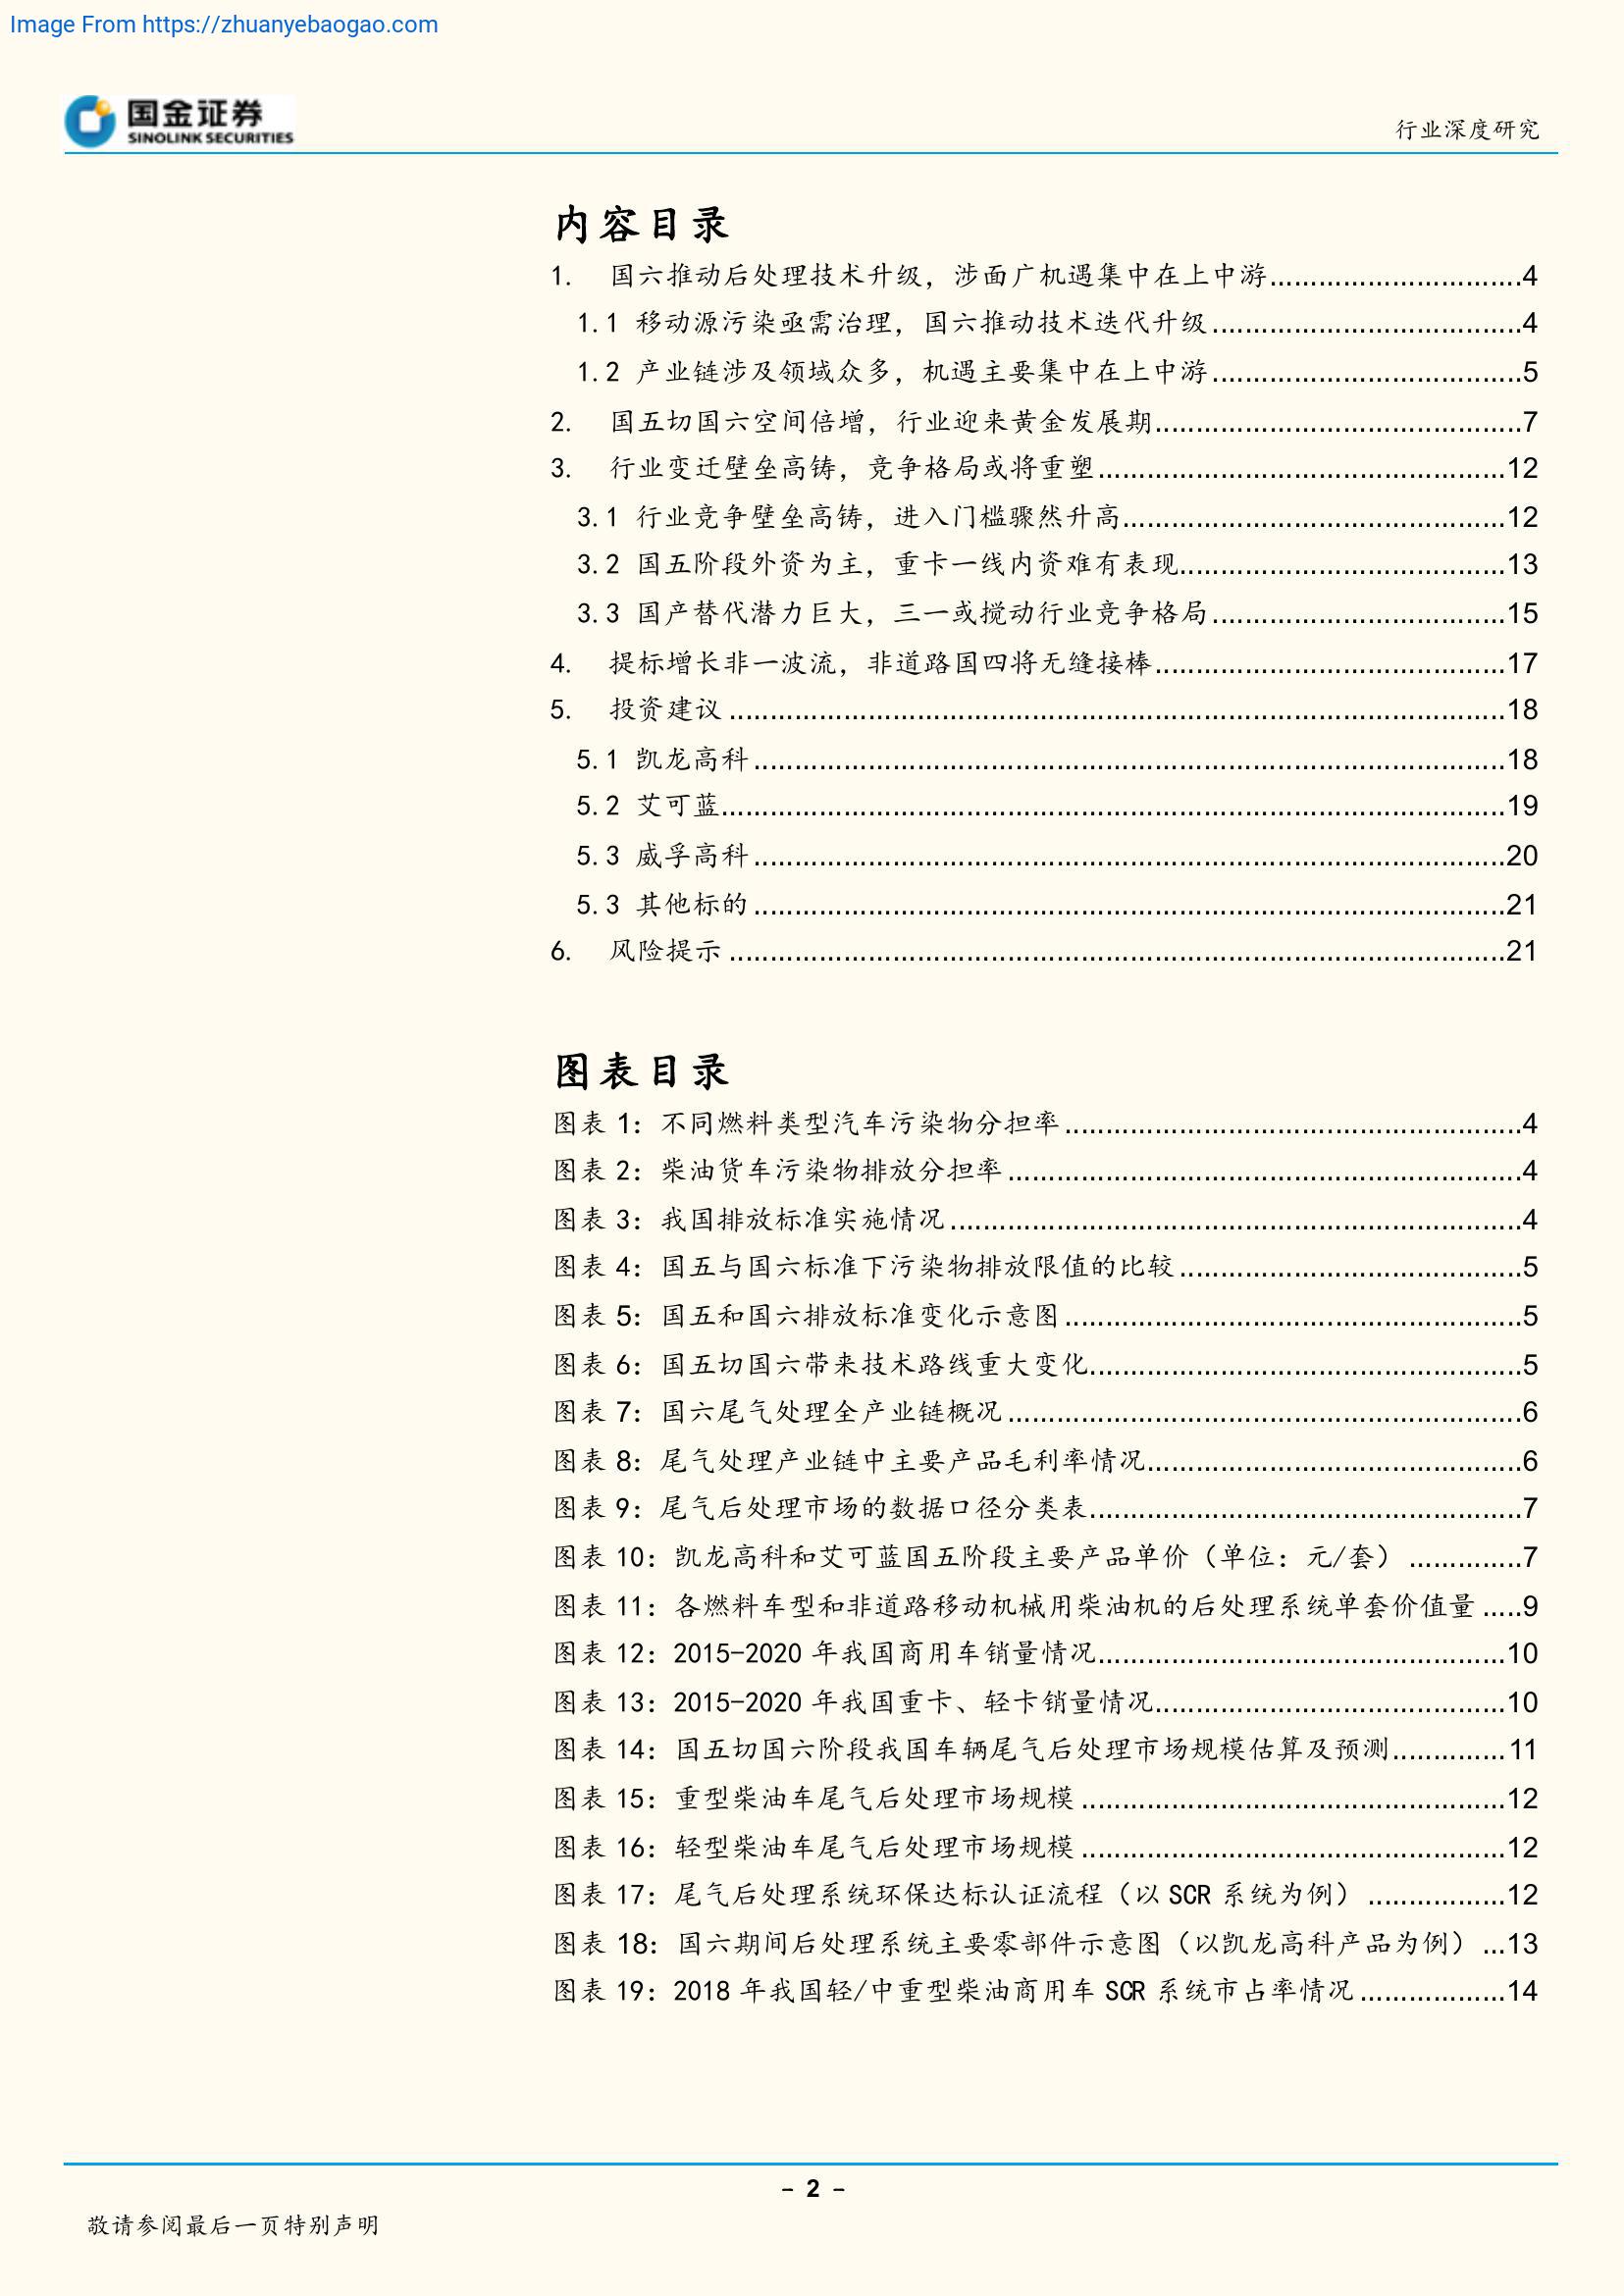 Image From https://zhuanyebaogao.com
国金证券
SINOLINK SECURITIES
行业深度研究
内容目录
1. 国六推动后处理技术升级，涉面广机遇集中在上中游...............................4
1.1 移动源污染亟需治理，国六推动技术迭代升级......................................4
1.2 产业链涉及领域众多，机遇主要集中在上中游......................................5
2. 国五切国六空间倍增，行业迎来黄金发展期.............................................7
3. 行业变迁壁垒高铸，竞争格局或将重塑..................................................12
3.1 行业竞争壁垒高铸，进入门槛骤然升高...............................................12
3.2 国五阶段外资为主，重卡一线内资难有表现........................................13
3.3 国产替代潜力巨大，三一或搅动行业竞争格局....................................15
4. 提标增长非一波流，非道路国四将无缝接棒...........................................17
5. 投资建议...............................................................................................18
5.1 凯龙高科............................................................................................18
5.2 艾可蓝................................................................................................19
5.3 威孚高科............................................................................................20
5.3 其他标的............................................................................................21
6. 风险提示...............................................................................................21
图表目录
图表 1：不同燃料类型汽车污染物分担率........................................................4
图表 2：柴油货车污染物排放分担率...............................................................4
图表 3：我国排放标准实施情况......................................................................4
图表 4：国五与国六标准下污染物排放限值的比较..........................................5
图表 5：国五和国六排放标准变化示意图........................................................5
图表 6：国五切国六带来技术路线重大变化.....................................................5
图表 7：国六尾气处理全产业链概况...............................................................6
图表 8：尾气处理产业链中主要产品毛利率情况..............................................6
图表 9：尾气后处理市场的数据口径分类表.....................................................7
图表 10：凯龙高科和艾可蓝国五阶段主要产品单价（单位：元/套）..............7
图表 11：各燃料车型和非道路移动机械用柴油机的后处理系统单套价值量.....9
图表 12：2015-2020 年我国商用车销量情况..................................................10
图表 13：2015-2020 年我国重卡、轻卡销量情况...........................................10
图表 14：国五切国六阶段我国车辆尾气后处理市场规模估算及预测..............11
图表 15：重型柴油车尾气后处理市场规模....................................................12
图表 16：轻型柴油车尾气后处理市场规模....................................................12
图表 17：尾气后处理系统环保达标认证流程（以 SCR 系统为例）.................12
图表 18：国六期间后处理系统主要零部件示意图（以凯龙高科产品为例）...13
图表 19：2018 年我国轻/中重型柴油商用车 SCR 系统市占率情况..................14
- 2 -
敬请参阅最后一页特别声明